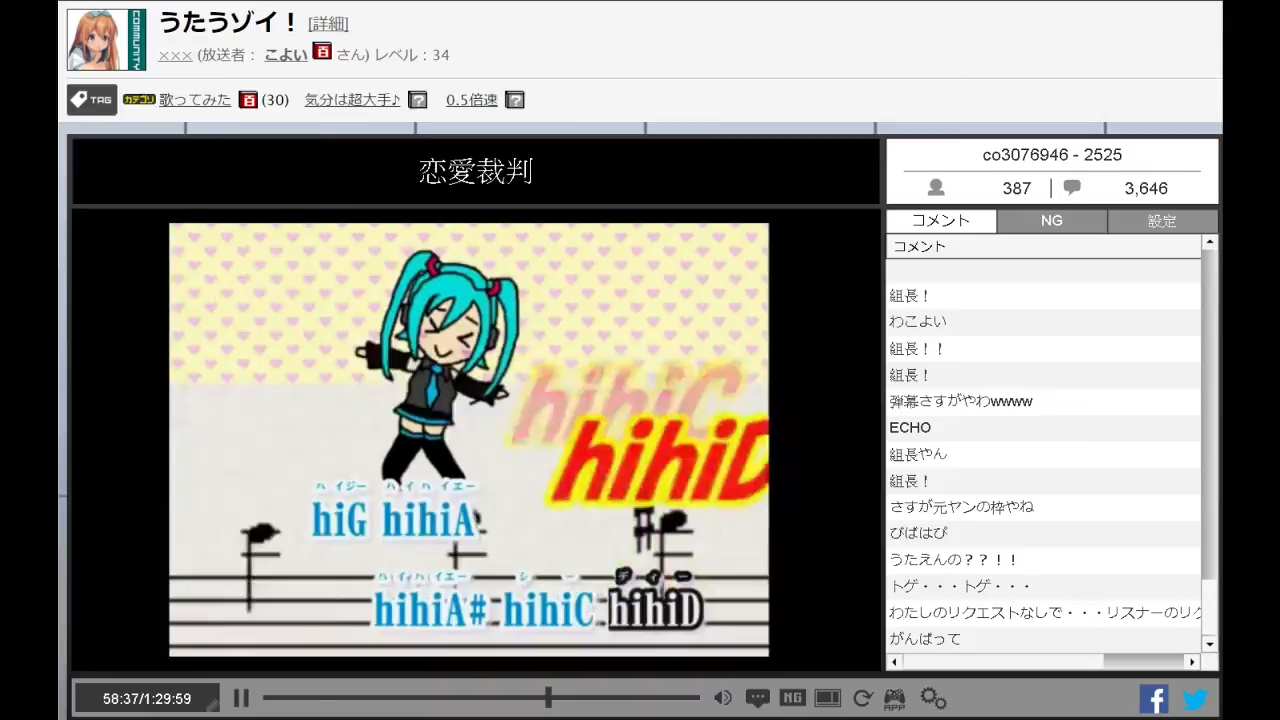 うたうゾイ！ [詳細]
××× (放送者： こよい 百 さん) レベル：34
COMMUNITY
TAG カテゴリ 歌ってみた 百 (30) 気分は超大手♪ ? 0.5倍速 ?
恋愛裁判
co3076946 - 2525
387 | 3,646
コメント NG 設定
コメント
組長！
わこよい
組長！！
組長！
弾幕さすがやわwwww
ECHO
組長やん
組長！
さすが元ヤンの枠やね
びばはび
うたえんの？？！！
トゲ・・・トゲ・・・
わたしのリクエストなしで・・・リスナーのリク
がんばって
hihiC
hihiD
ハイジー ハイハイエー
hiG hihiA
ハイハイエー シー ディー
hihiA# hihiC hihiD
58:37/1:29:59
NG
APP